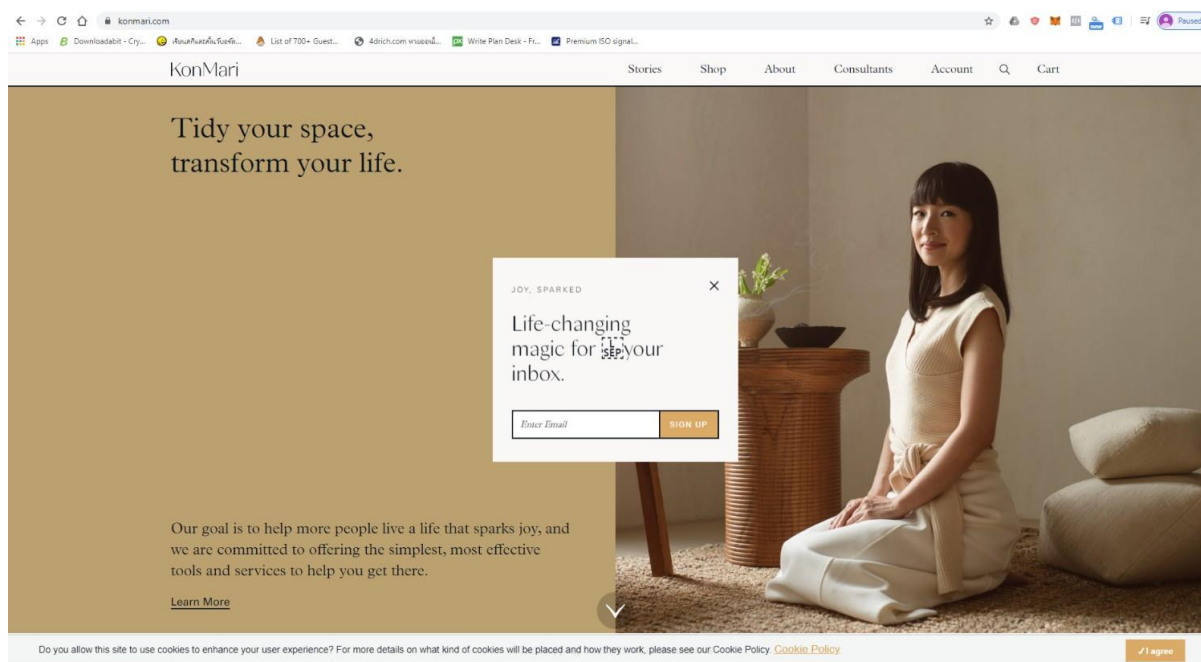 konmari.com
Paused
Apps Downloadabit - Cry... List of 700+ Guest... 4drich.com Write Plan Desk - Fr... Premium ISO signal...
KonMari Stories Shop About Consultants Account Cart
Tidy your space,
transform your life.
JOY, SPARKED
Life-changing
magic for SEP your
inbox.
Enter Email SIGN UP
Our goal is to help more people live a life that sparks joy, and
we are committed to offering the simplest, most effective
tools and services to help you get there.
Learn More
Do you allow this site to use cookies to enhance your user experience? For more details on what kind of cookies will be placed and how they work, please see our Cookie Policy. Cookie Policy ✓I agree